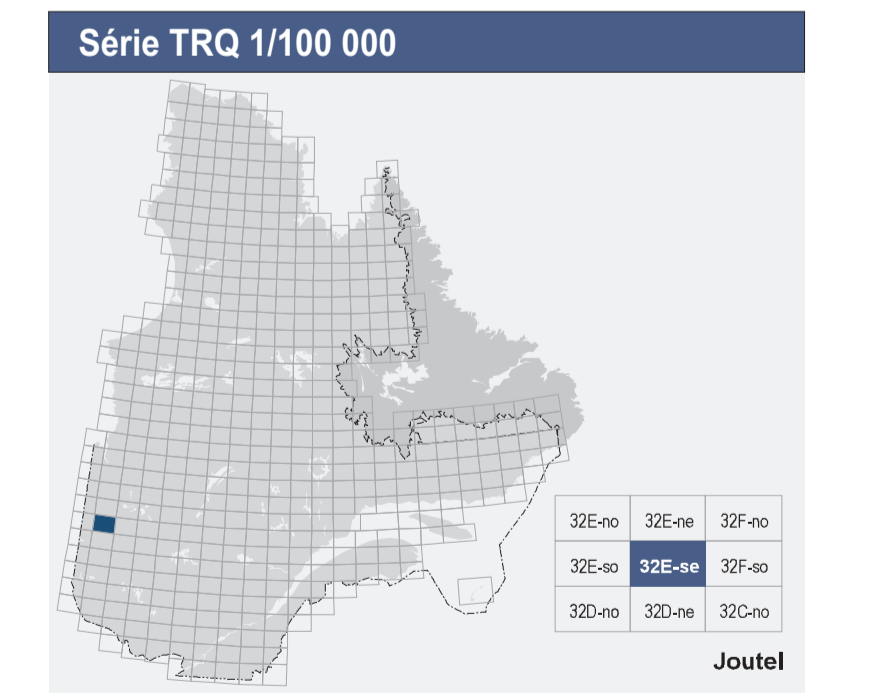 Série TRQ 1/100 000
32E-no 32E-ne 32F-no
32E-so 32E-se 32F-so
32D-no 32D-ne 32C-no
Joutel